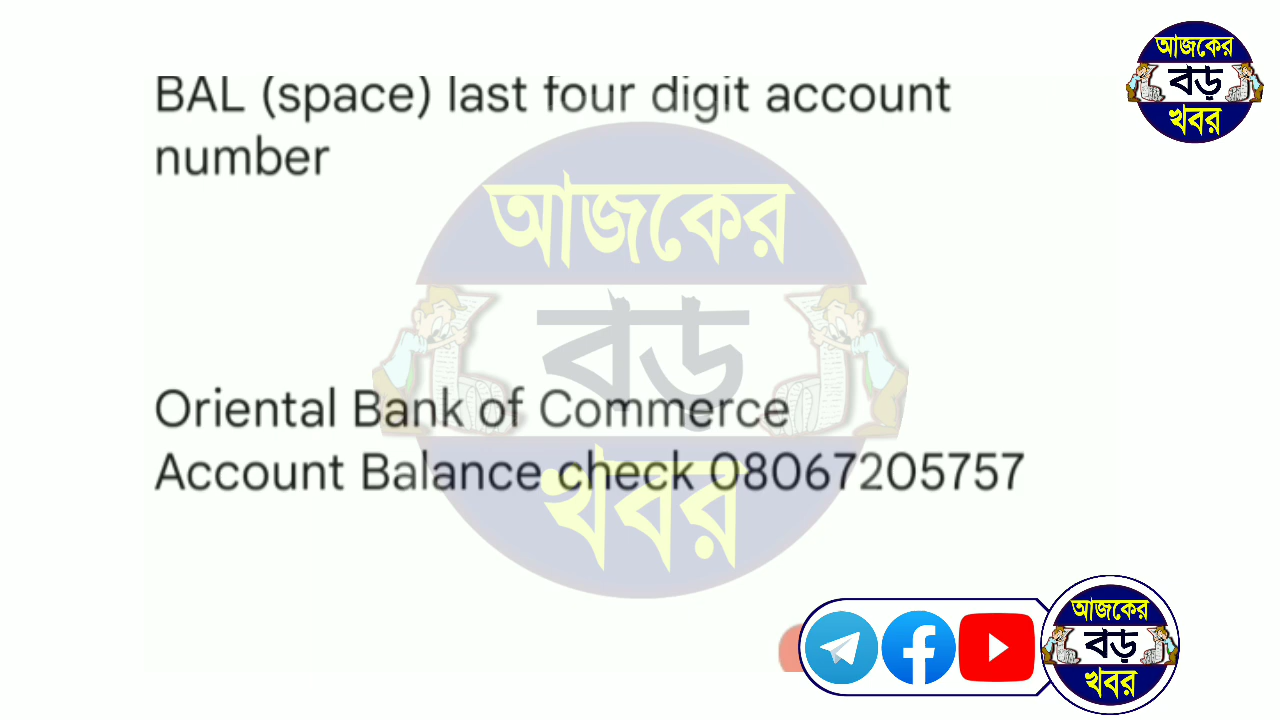 আজকের
বড়
খবর
BAL (space) last four digit account
number
আজকের
বড়
খবর
Oriental Bank of Commerce
Account Balance check 08067205757
আজকের
বড়
খবর